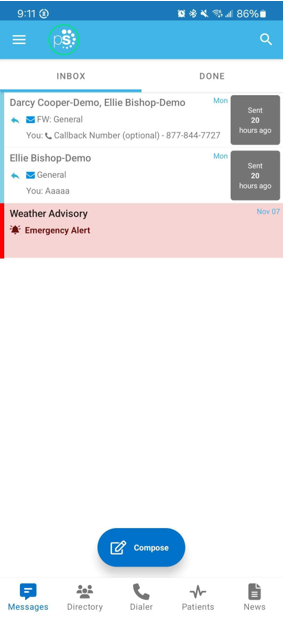 9:11
86%
ps
INBOX
DONE
Darcy Cooper-Demo, Ellie Bishop-Demo
Mon
FW: General
You: Callback Number (optional) - 877-844-7727
Sent
20
hours ago
Ellie Bishop-Demo
Mon
General
You: Aaaaa
Sent
20
hours ago
Weather Advisory
Nov 07
Emergency Alert
Compose
Messages
Directory
Dialer
Patients
News